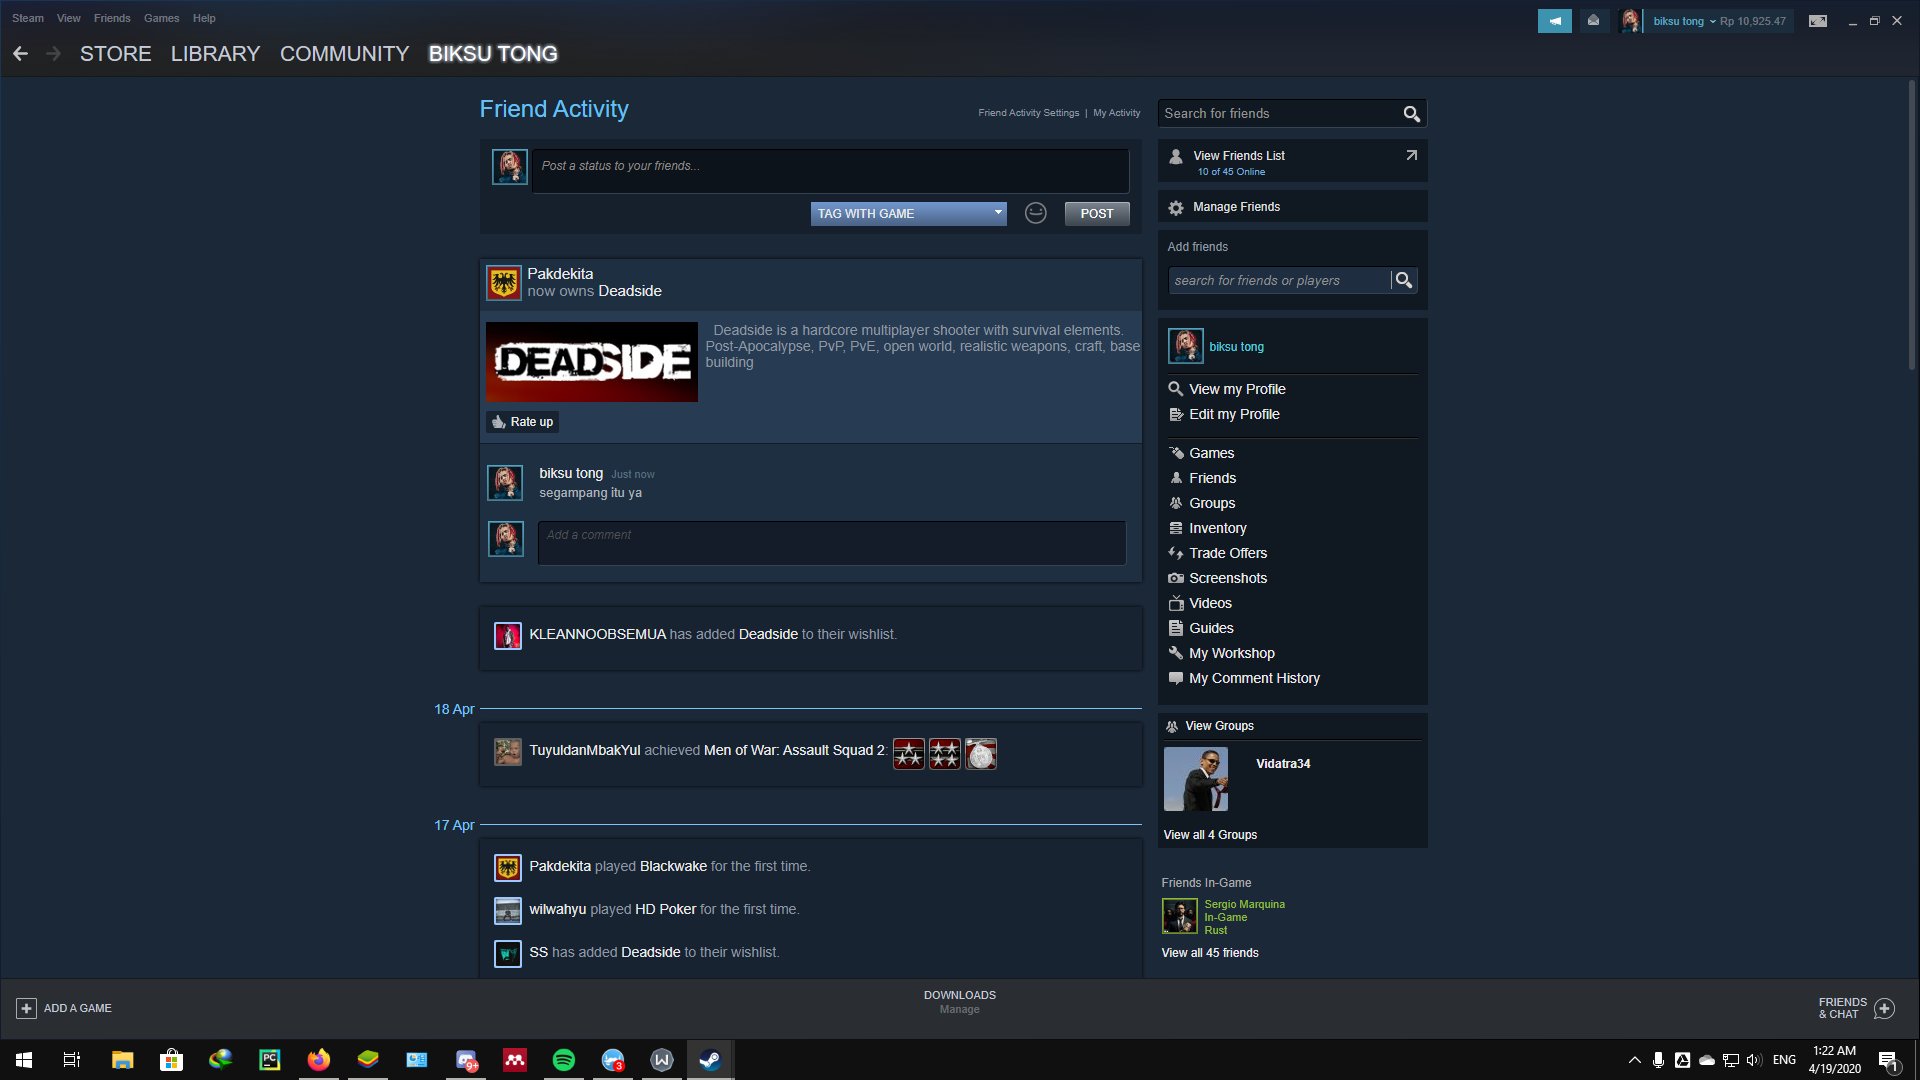 Steam View Friends Games Help
biksu tong Rp 10,925.47
STORE LIBRARY COMMUNITY BIKSU TONG
Friend Activity
Friend Activity Settings | My Activity
Post a status to your friends...
TAG WITH GAME
POST
Pakdekita
now owns Deadside
DEADSIDE
Deadside is a hardcore multiplayer shooter with survival elements.
Post-Apocalypse, PvP, PvE, open world, realistic weapons, craft, base
building
Rate up
biksu tong Just now
segampang itu ya
Add a comment
KLEANNOOBSEMUA has added Deadside to their wishlist.
18 Apr
TuyuldanMbakYul achieved Men of War: Assault Squad 2:
17 Apr
Pakdekita played Blackwake for the first time.
wilwahyu played HD Poker for the first time.
SS has added Deadside to their wishlist.
Search for friends
View Friends List
10 of 45 Online
Manage Friends
Add friends
search for friends or players
biksu tong
View my Profile
Edit my Profile
Games
Friends
Groups
Inventory
Trade Offers
Screenshots
Videos
Guides
My Workshop
My Comment History
View Groups
Vidatra34
View all 4 Groups
Friends In-Game
Sergio Marquina
In-Game
Rust
View all 45 friends
ADD A GAME
DOWNLOADS
Manage
FRIENDS
& CHAT
PC
9+
3
W
ENG
1:22 AM
4/19/2020
1